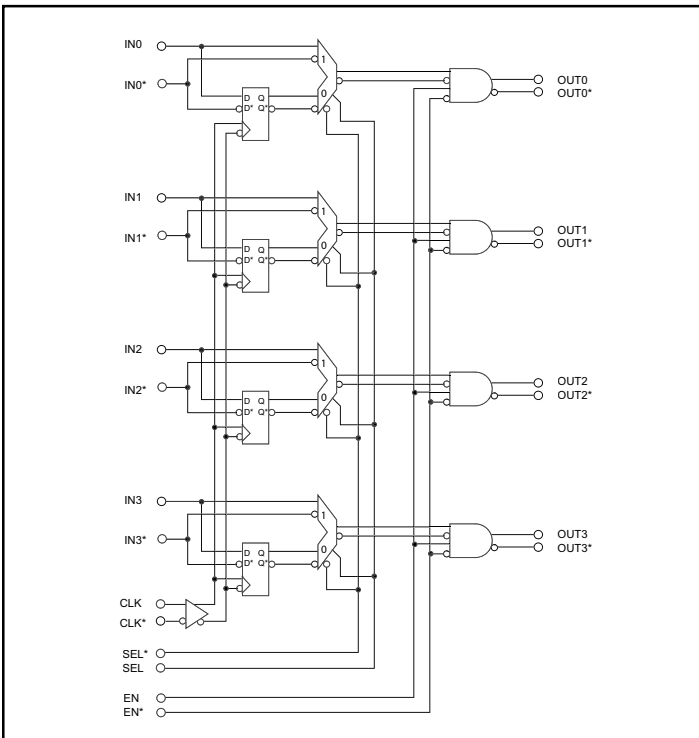 IN0
1
OUT0
IN0*
OUT0*
D Q
0
D* Q*
IN1
1
OUT1
IN1*
OUT1*
D Q
0
D* Q*
IN2
1
OUT2
IN2*
OUT2*
D Q
0
D* Q*
IN3
1
OUT3
IN3*
OUT3*
D Q
0
D* Q*
CLK
CLK*
SEL*
SEL
EN
EN*